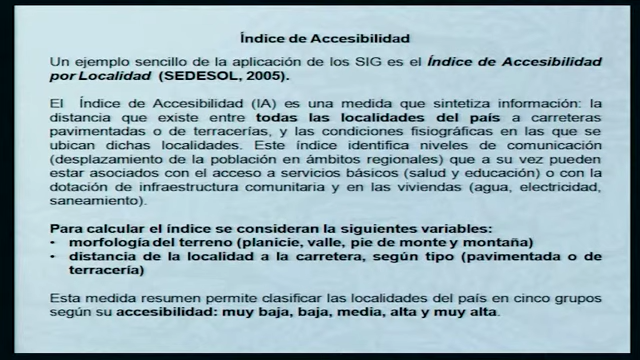 Índice de Accesibilidad
Un ejemplo sencillo de la aplicación de los SIG es el Índice de Accesibilidad
por Localidad (SEDESOL, 2005).
El Índice de Accesibilidad (IA) es una medida que sintetiza información: la
distancia que existe entre todas las localidades del país a carreteras
pavimentadas o de terracerías, y las condiciones fisiográficas en las que se
ubican dichas localidades. Este índice identifica niveles de comunicación
(desplazamiento de la población en ámbitos regionales) que a su vez pueden
estar asociados con el acceso a servicios básicos (salud y educación) o con la
dotación de infraestructura comunitaria y en las viviendas (agua, electricidad,
saneamiento).
Para calcular el índice se consideran la siguientes variables:
• morfología del terreno (planicie, valle, pie de monte y montaña)
• distancia de la localidad a la carretera, según tipo (pavimentada o de
terracería)
Esta medida resumen permite clasificar las localidades del país en cinco grupos
según su accesibilidad: muy baja, baja, media, alta y muy alta.